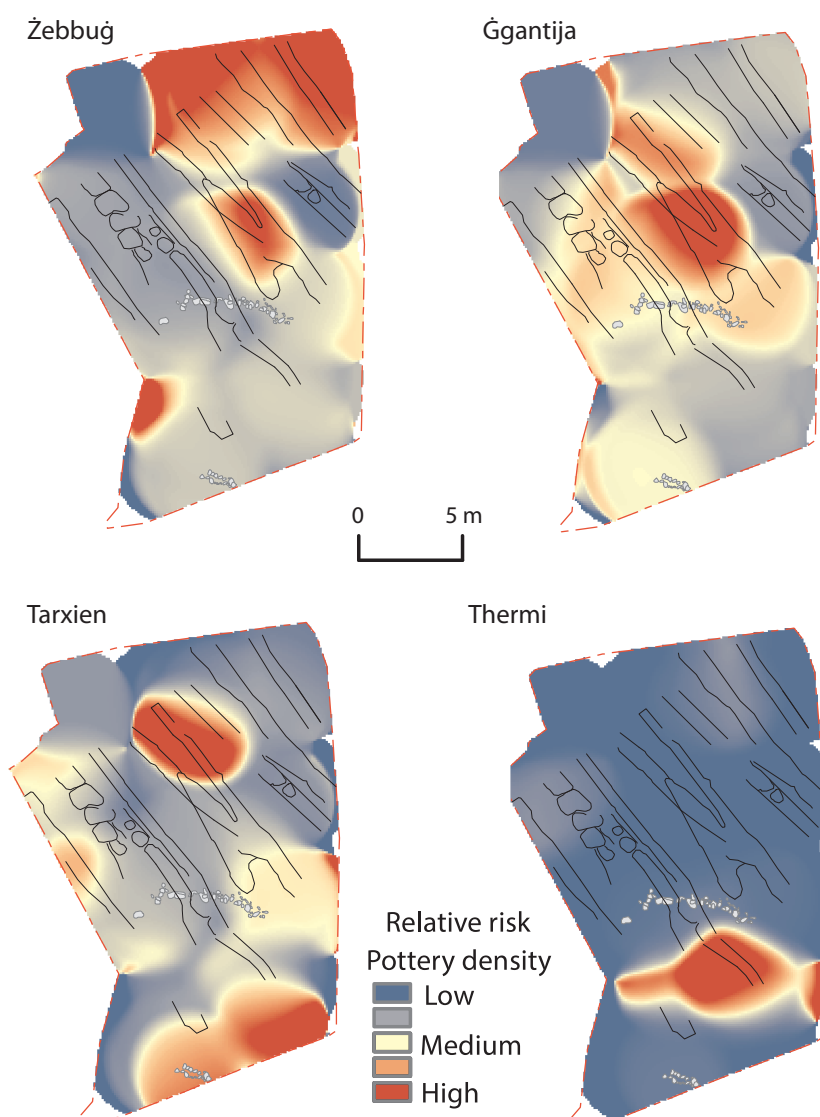 Żebbuġ
Ġgantija
0 5 m
Tarxien
Thermi
Relative risk
Pottery density
Low
Medium
High